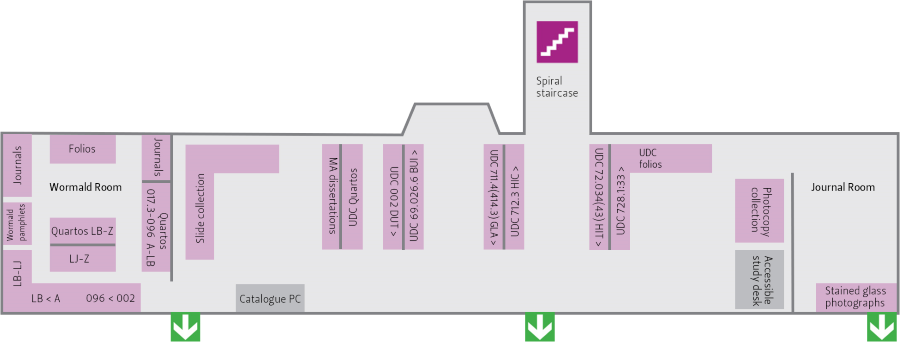 Spiral
staircase
Journals
Folios
Journals
Wormald Room
Wormald
pamphlets
Quartos LB-Z
LJ-Z
Quartos
017.3-096 A-LB
LB-LJ
LB < A 096 < 002
Slide collection
Catalogue PC
MA dissertations
UDC Quartos
UDC 002 DUT >
UDC 69.026.6 BUI >
UDC 711.4(414.3) GLA >
UDC 712.3 HIC >
UDC 72.034(43) HIT >
UDC 728.1:33 >
UDC
folios
Photocopy
collection
Accessible
study desk
Journal Room
Stained glass
photographs